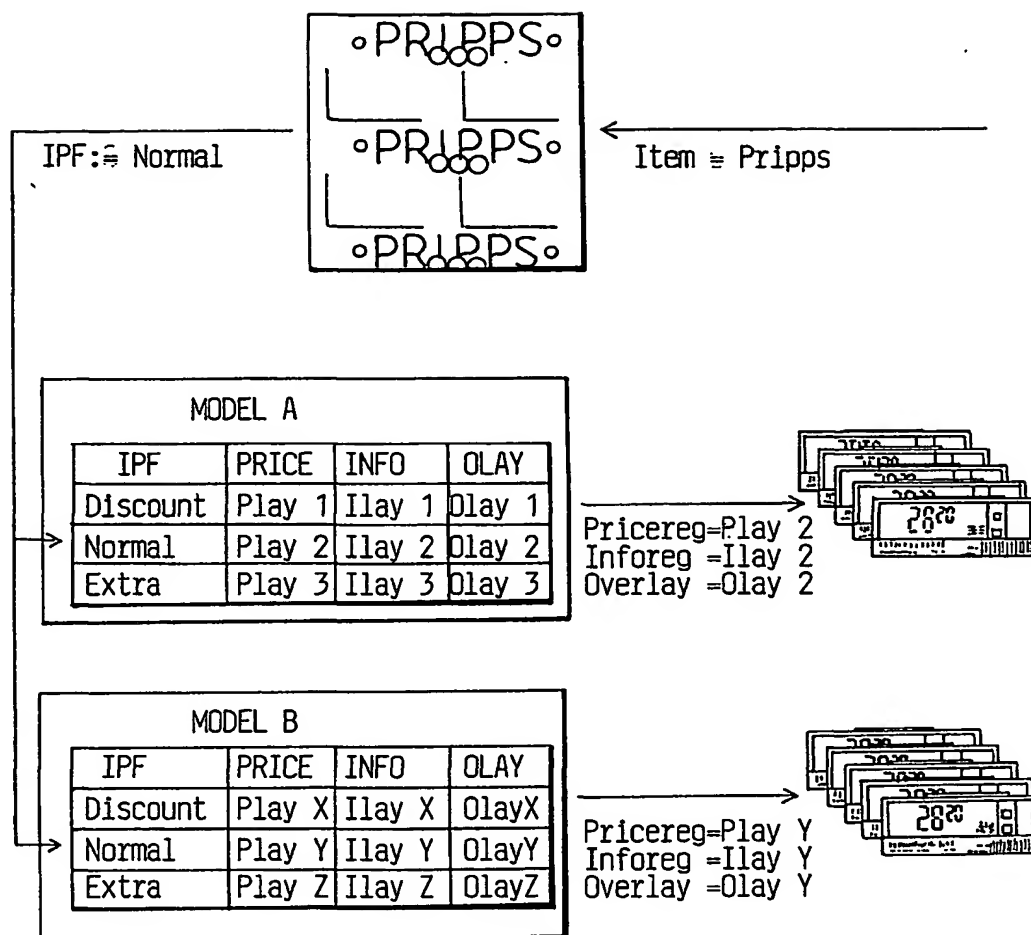 ∘PRIPPS∘
∘PRIPPS∘
∘PRIPPS∘
IPF:= Normal
Item = Pripps
MODEL A
IPF PRICE INFO OLAY
Discount Play 1 Ilay 1 Olay 1
Normal Play 2 Ilay 2 Olay 2
Extra Play 3 Ilay 3 Olay 3
Pricereg=Play 2
Inforeg =Ilay 2
Overlay =Olay 2
2020
MODEL B
IPF PRICE INFO OLAY
Discount Play X Ilay X OlayX
Normal Play Y Ilay Y OlayY
Extra Play Z Ilay Z OlayZ
Pricereg=Play Y
Inforeg =Ilay Y
Overlay =Olay Y
2020